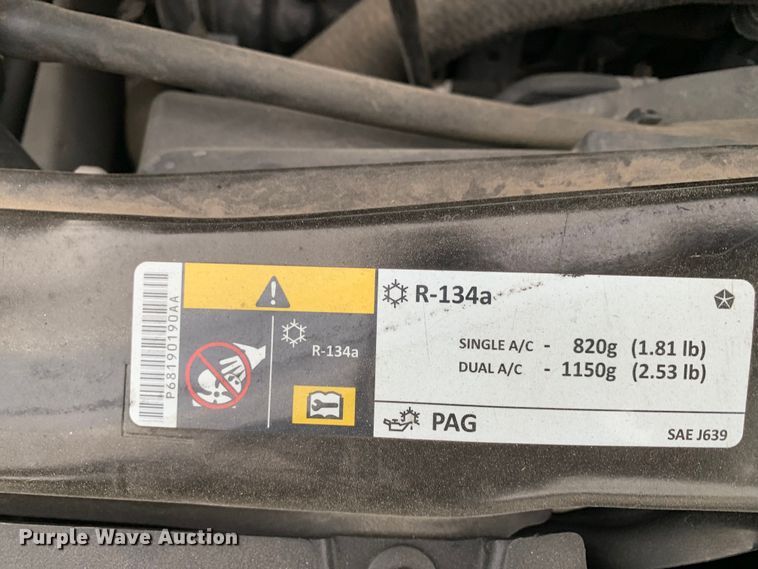 P68190190AA
R-134a
R-134a
SINGLE A/C - 820g (1.81 lb)
DUAL A/C - 1150g (2.53 lb)
PAG
SAE J639
Purple Wave Auction